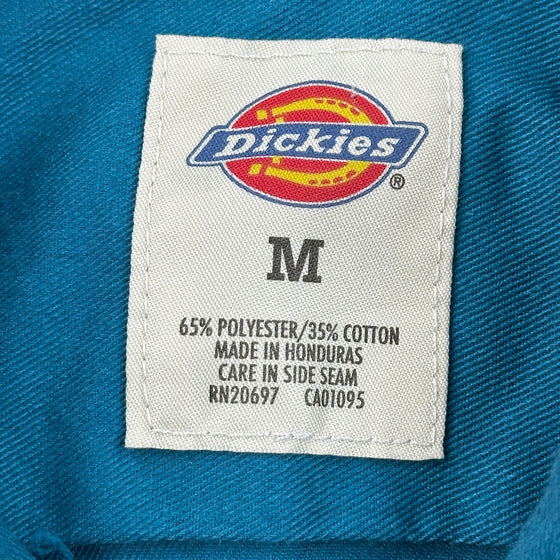 Dickies
®
M
65% POLYESTER/35% COTTON
MADE IN HONDURAS
CARE IN SIDE SEAM
RN20697 CA01095